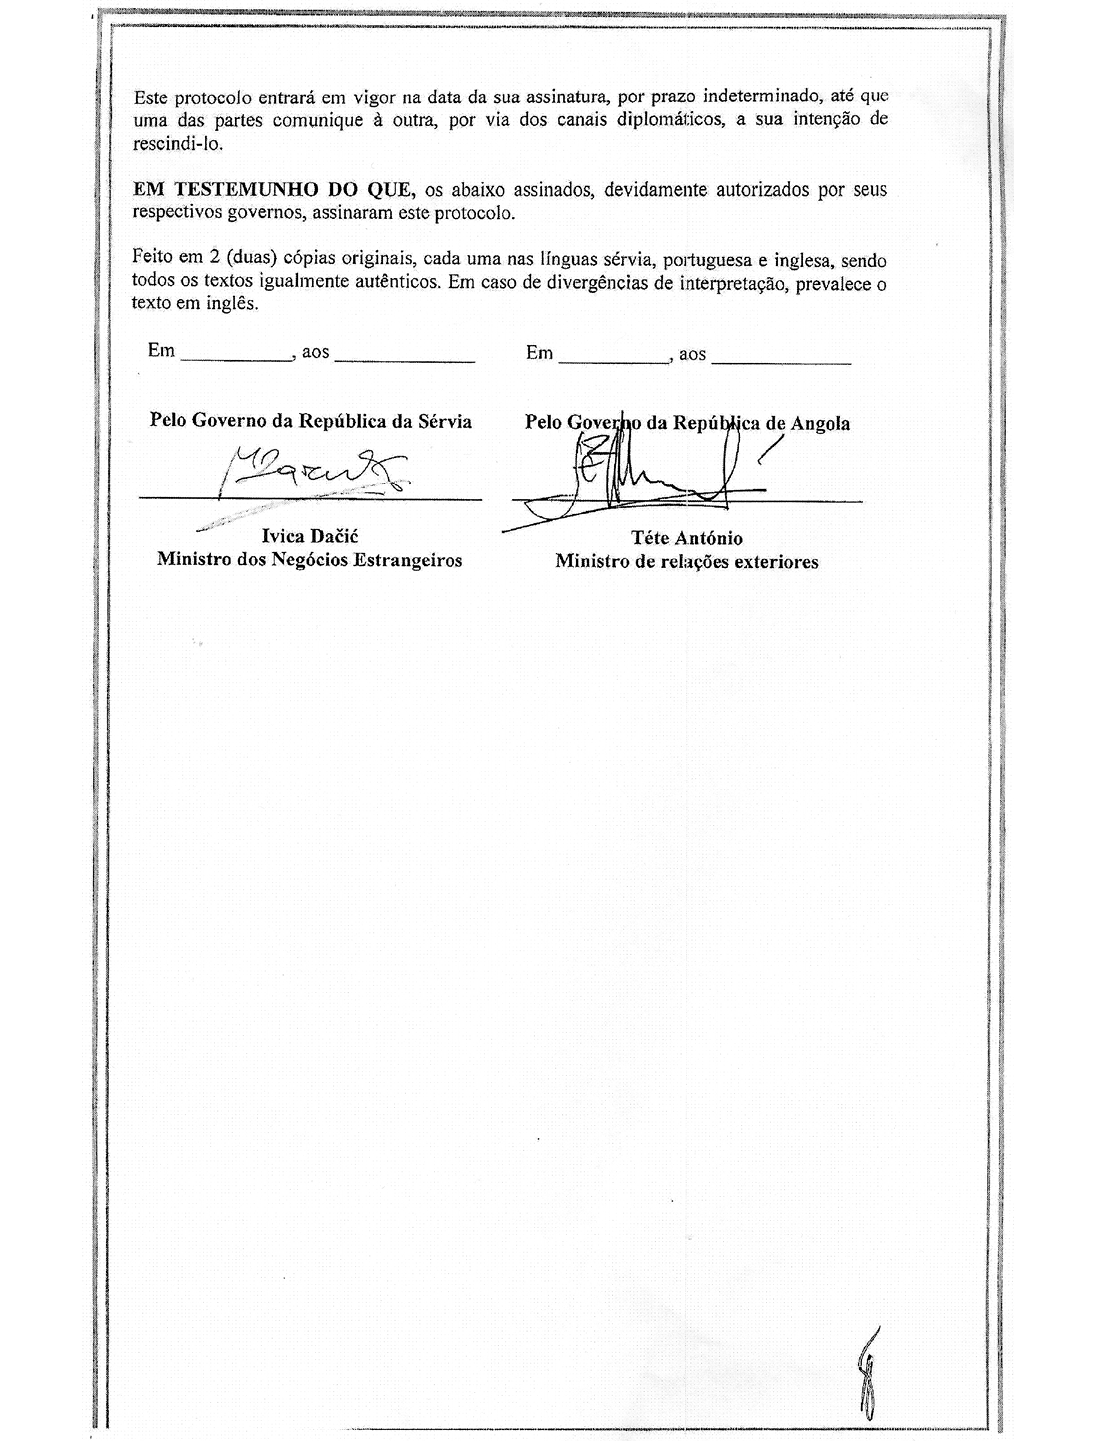 Este protocolo entrará em vigor na data da sua assinatura, por prazo indeterminado, até que
uma das partes comunique à outra, por via dos canais diplomáticos, a sua intenção de
rescindi-lo.
EM TESTEMUNHO DO QUE, os abaixo assinados, devidamente autorizados por seus
respectivos governos, assinaram este protocolo.
Feito em 2 (duas) cópias originais, cada uma nas línguas sérvia, portuguesa e inglesa, sendo
todos os textos igualmente autênticos. Em caso de divergências de interpretação, prevalece o
texto em inglês.
Em ___________, aos ______________
Em ___________, aos ______________
Pelo Governo da República da Sérvia
Pelo Governo da República de Angola
Ivica Dačić
Ministro dos Negócios Estrangeiros
Téte António
Ministro de relações exteriores